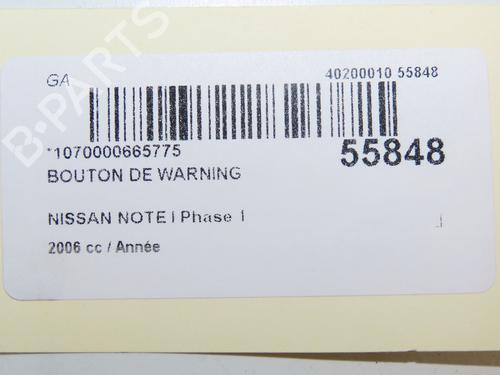 B-PARTS
GA
40200010 55848
*1070000665775
55848
BOUTON DE WARNING
NISSAN NOTE I Phase 1
2006 cc / Année